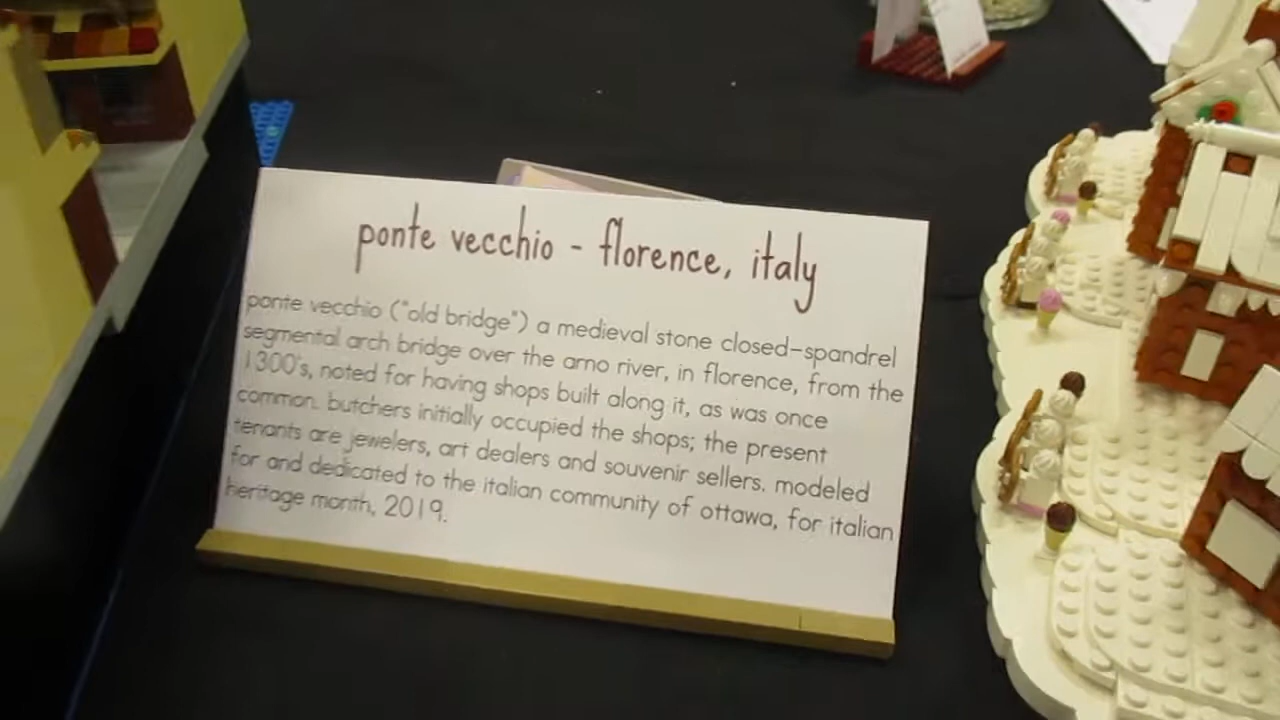 ponte vecchio - florence, italy
ponte vecchio ("old bridge") a medieval stone closed-spandrel
segmental arch bridge over the arno river, in florence, from the
1300's, noted for having shops built along it, as was once
common. butchers initially occupied the shops; the present
tenants are jewelers, art dealers and souvenir sellers. modeled
for and dedicated to the italian community of ottawa, for italian
heritage month, 2019.